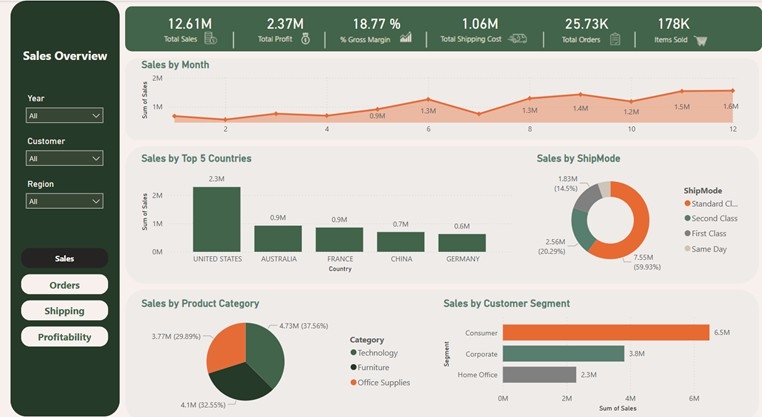 Sales Overview
Year
All
Customer
All
Region
All
Sales
Orders
Shipping
Profitability
12.61M
Total Sales
2.37M
Total Profit
18.77 %
% Gross Margin
1.06M
Total Shipping Cost
25.73K
Total Orders
178K
Items Sold
Sales by Month
Sum of Sales
2M
1M
0.9M
1.3M
1.3M
1.4M
1.2M
1.5M
1.6M
2
4
6
8
10
12
Sales by Top 5 Countries
Sum of Sales
2M
1M
0M
2.3M
0.9M
0.9M
0.7M
0.6M
UNITED STATES
AUSTRALIA
FRANCE
CHINA
GERMANY
Country
Sales by ShipMode
1.83M
(14.5%)
2.56M
(20.29%)
7.55M
(59.93%)
ShipMode
Standard Cl...
Second Class
First Class
Same Day
Sales by Product Category
4.73M (37.56%)
3.77M (29.89%)
4.1M (32.55%)
Category
Technology
Furniture
Office Supplies
Sales by Customer Segment
Segment
Consumer
6.5M
Corporate
3.8M
Home Office
2.3M
0M
2M
4M
6M
Sum of Sales